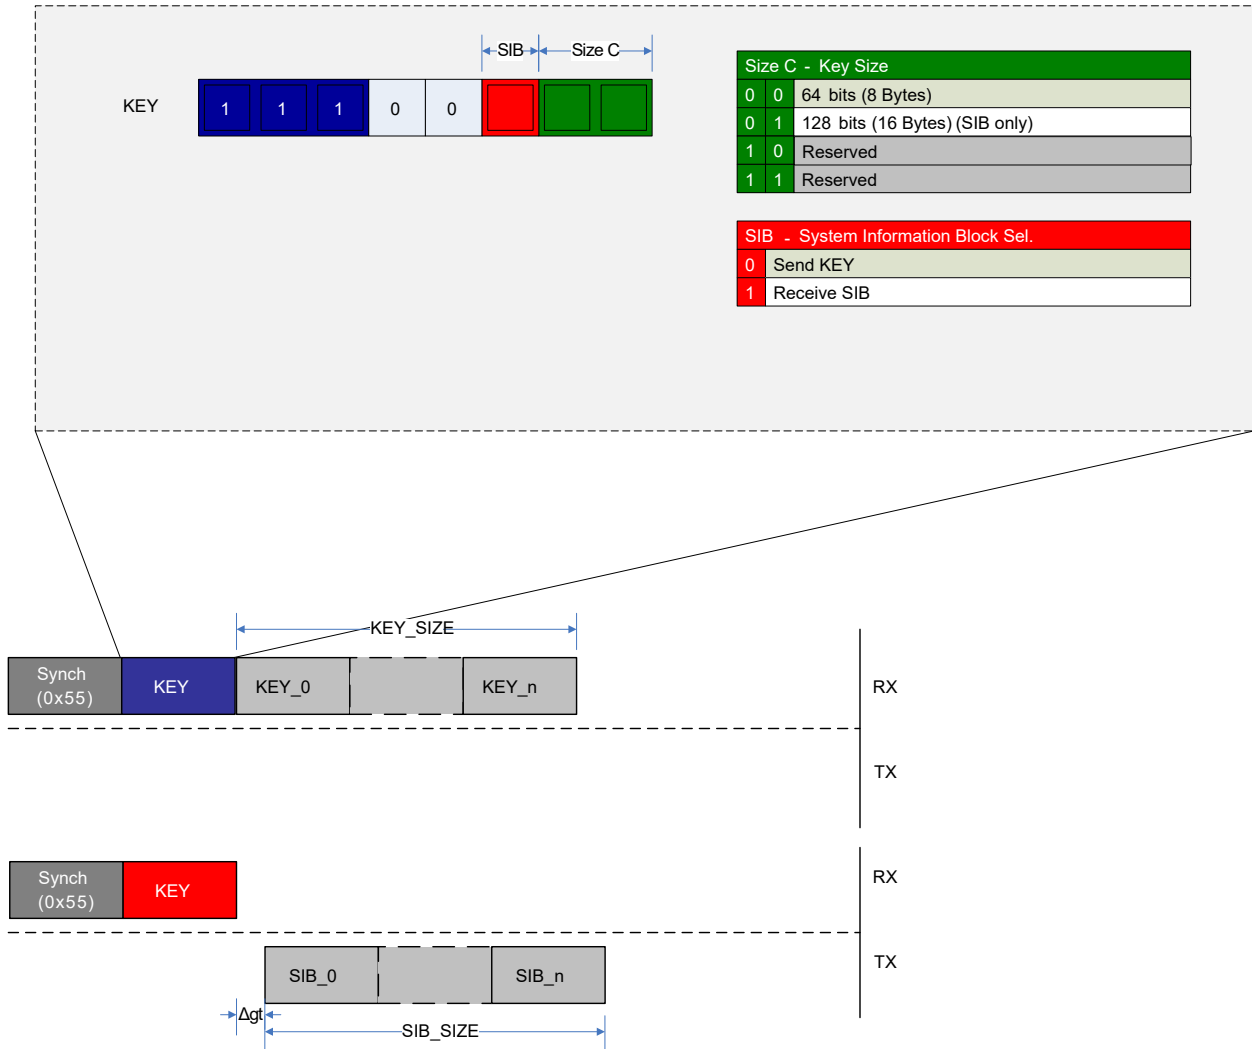 SIB
Size C
KEY
1 1 1 0 0
Size C - Key Size
0 0 64 bits (8 Bytes)
0 1 128 bits (16 Bytes) (SIB only)
1 0 Reserved
1 1 Reserved
SIB - System Information Block Sel.
0 Send KEY
1 Receive SIB
KEY_SIZE
Synch
(0x55)
KEY
KEY_0
KEY_n
RX
TX
Synch
(0x55)
KEY
RX
SIB_0
SIB_n
TX
Δgt
SIB_SIZE